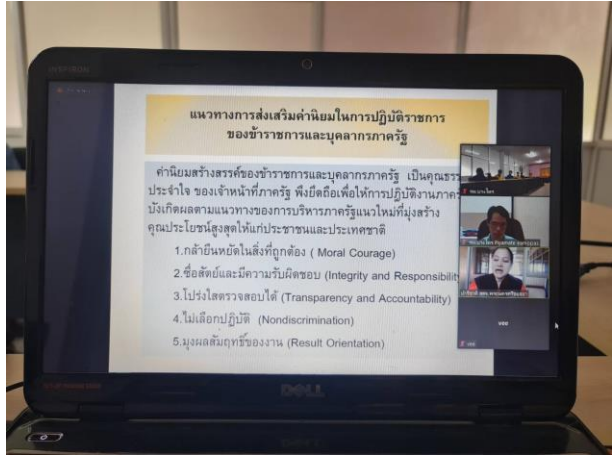 แนวทางการส่งเสริมค่านิยมในการปฏิบัติราชการ
ของข้าราชการและบุคลากรภาครัฐ
ค่านิยมสร้างสรรค์ของข้าราชการและบุคลากรภาครัฐ เป็นคุณธรร
ประจำใจ ของเจ้าหน้าที่ภาครัฐ พึงยึดถือเพื่อให้การปฏิบัติงานภาคร
บังเกิดผลตามแนวทางของการบริหารภาครัฐแนวใหม่ที่มุ่งสร้าง
คุณประโยชน์สูงสุดให้แก่ประชาชนและประเทศชาติ
1.กล้ายืนหยัดในสิ่งที่ถูกต้อง ( Moral Courage)
2.ซื่อสัตย์และมีความรับผิดชอบ (Integrity and Responsibility
3.โปร่งใสตรวจสอบได้ (Transparency and Accountability)
4.ไม่เลือกปฏิบัติ (Nondiscrimination)
5.มุงผลสัมฤทธิ์ของงาน (Result Orientation)
DELL